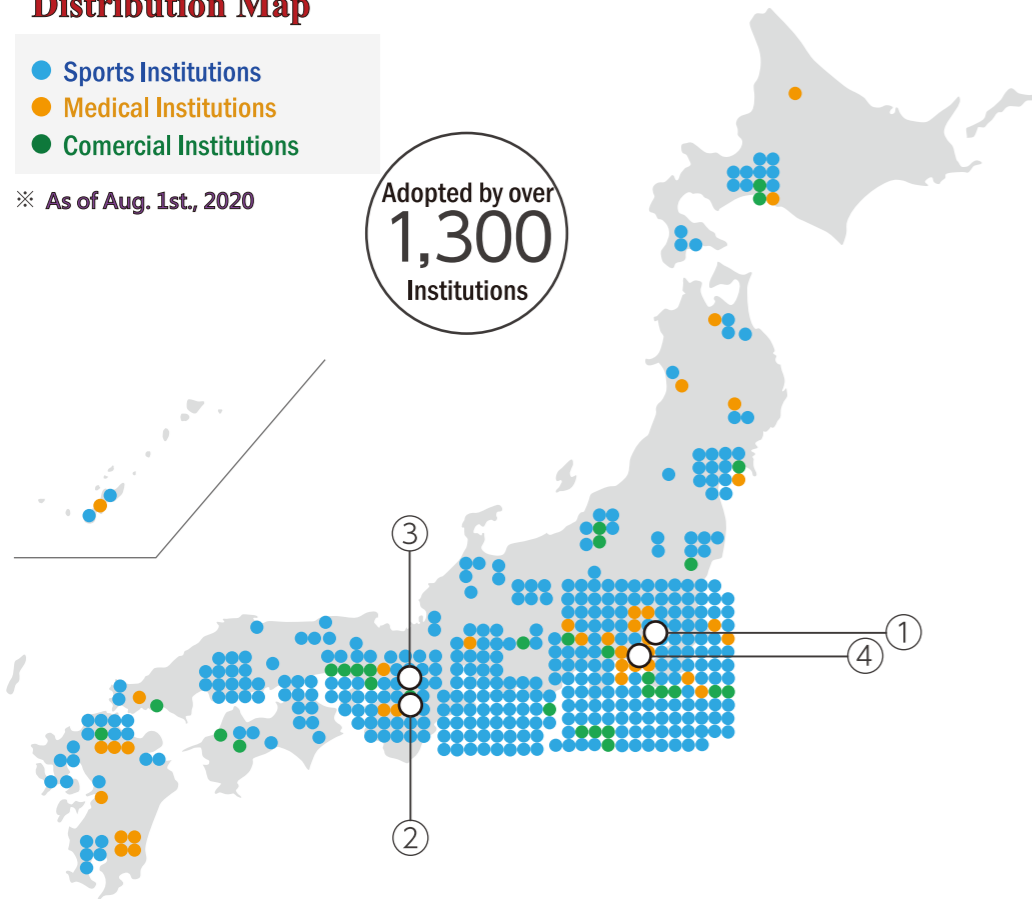 Distribution Map
Sports Institutions
Medical Institutions
Comercial Institutions
※ As of Aug. 1st., 2020
Adopted by over
1,300
Institutions
③
①
④
②